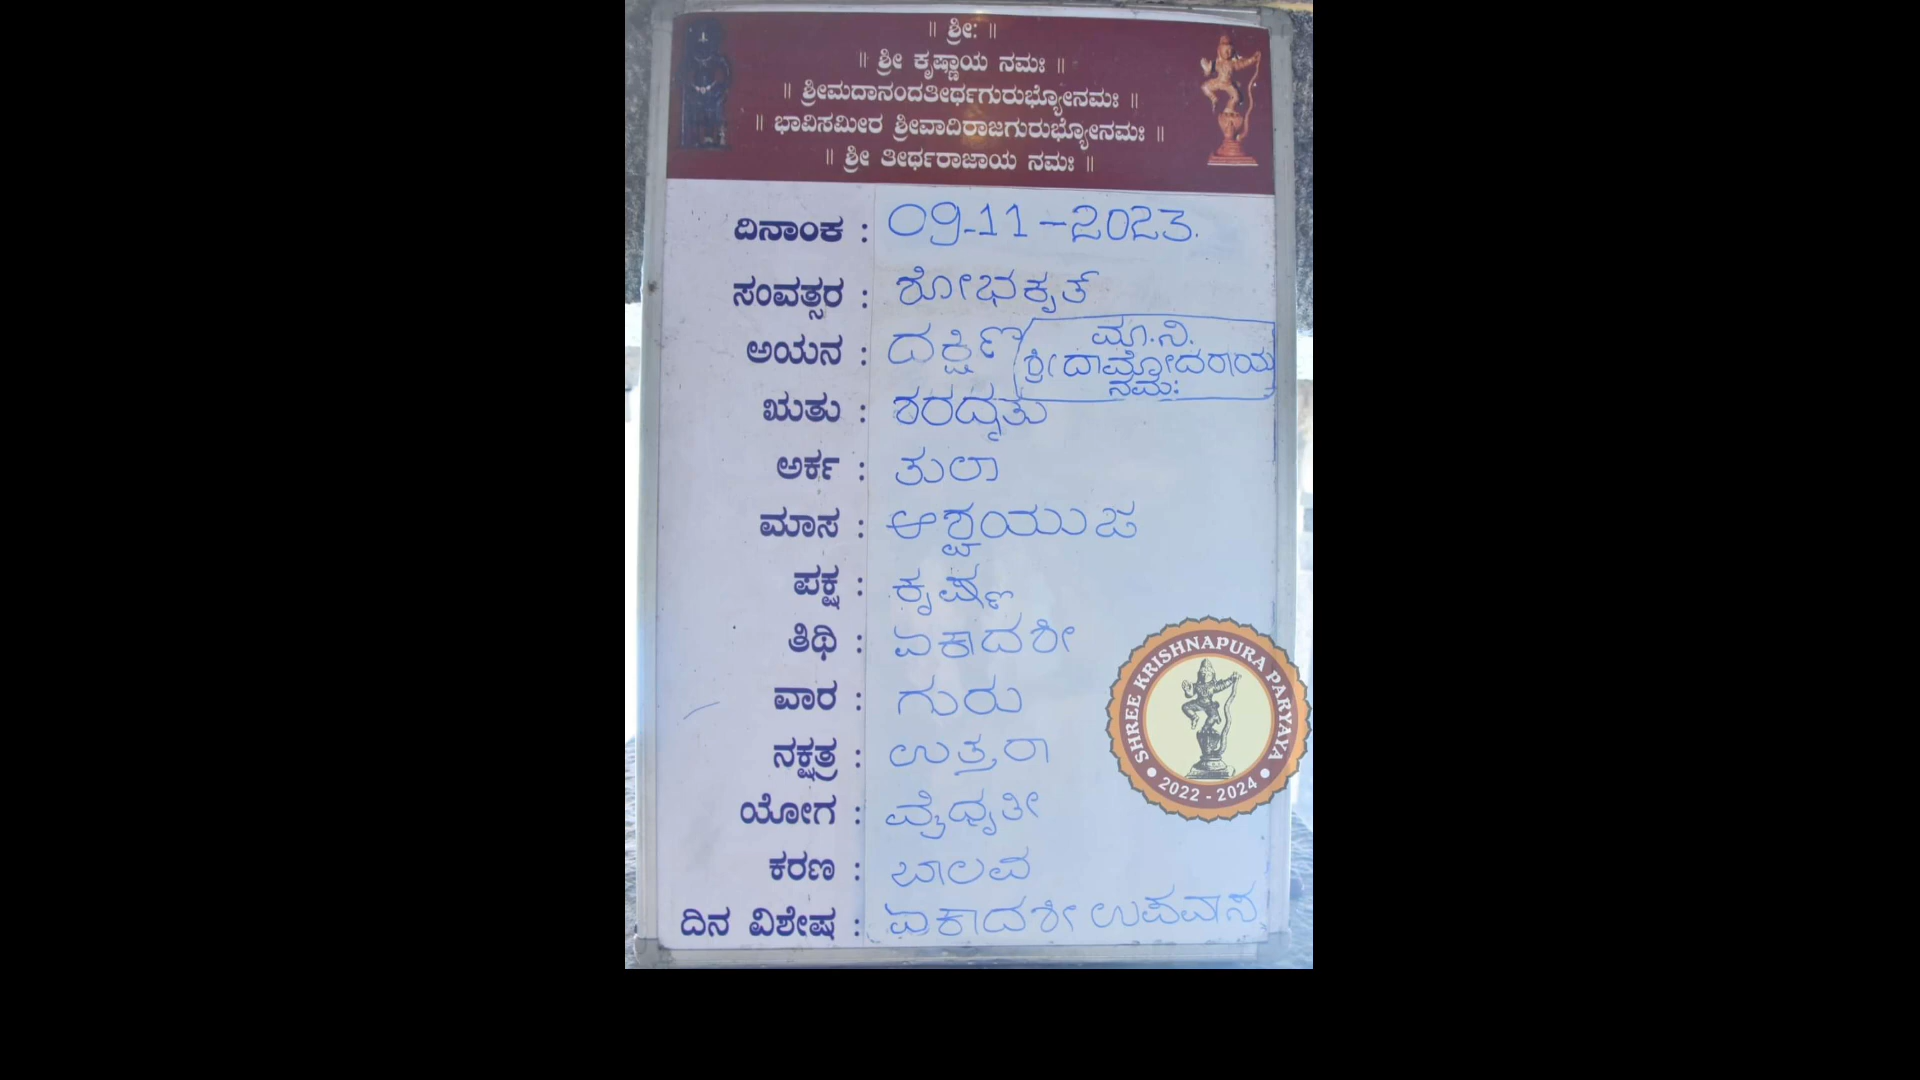 ॥ ಶ್ರೀ: ॥
॥ ಶ್ರೀ ಕೃಷ್ಣಾಯ ನಮಃ ॥
॥ ಶ್ರೀಮದಾನಂದತೀರ್ಥಗುರುಭ್ಯೋನಮಃ ॥
॥ ಭಾವಿಸಮೀರ ಶ್ರೀವಾದಿರಾಜಗುರುಭ್ಯೋನಮಃ ॥
॥ ಶ್ರೀ ತೀರ್ಥರಾಜಾಯ ನಮಃ ॥
ದಿನಾಂಕ : 09-11-2023.
ಸಂವತ್ಸರ : ಶೋಭಕೃತ್
ಅಯನ : ದಕ್ಷಿಣ
ಮಾ.ನಿ.
ಶ್ರೀದಾಮೋದರಾಯ
ನಮಃ
ಋತು : ಶರದೃತು
ಅರ್ಕ : ತುಲಾ
ಮಾಸ : ಆಶ್ವಯುಜ
ಪಕ್ಷ : ಕೃಷ್ಣ
ತಿಥಿ : ಏಕಾದಶೀ
ವಾರ : ಗುರು
ನಕ್ಷತ್ರ : ಉತ್ತರಾ
ಯೋಗ : ವೈಧೃತೀ
ಕರಣ : ಬಾಲವ
ದಿನ ವಿಶೇಷ : ಏಕಾದಶೀ ಉಪವಾಸ
SHREE KRISHNAPURA PARYAYA
2022 - 2024